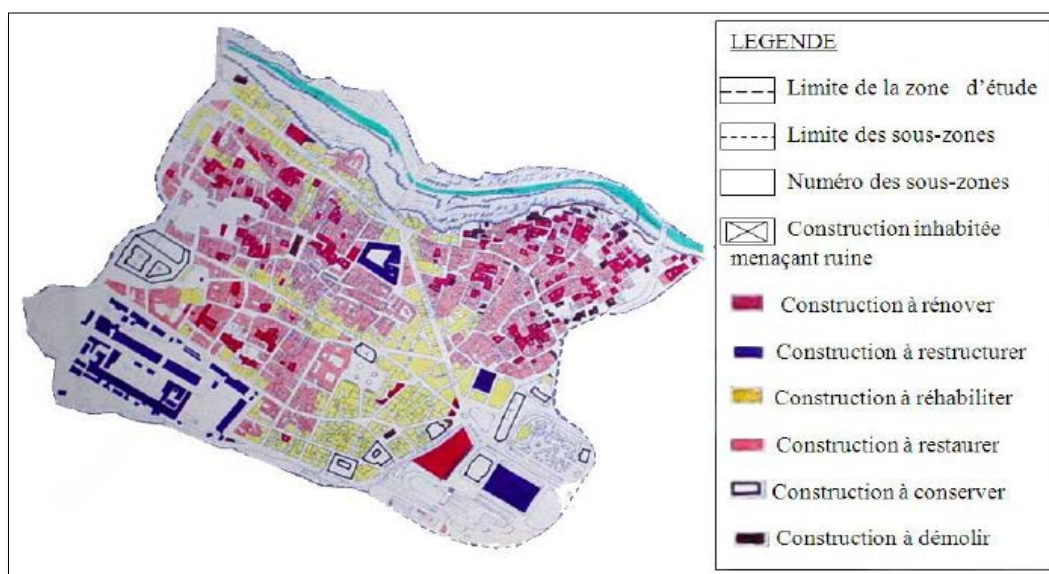 LEGENDE
Limite de la zone d'étude
Limite des sous-zones
Numéro des sous-zones
Construction inhabitée
menaçant ruine
Construction à rénover
Construction à restructurer
Construction à réhabiliter
Construction à restaurer
Construction à conserver
Construction à démolir